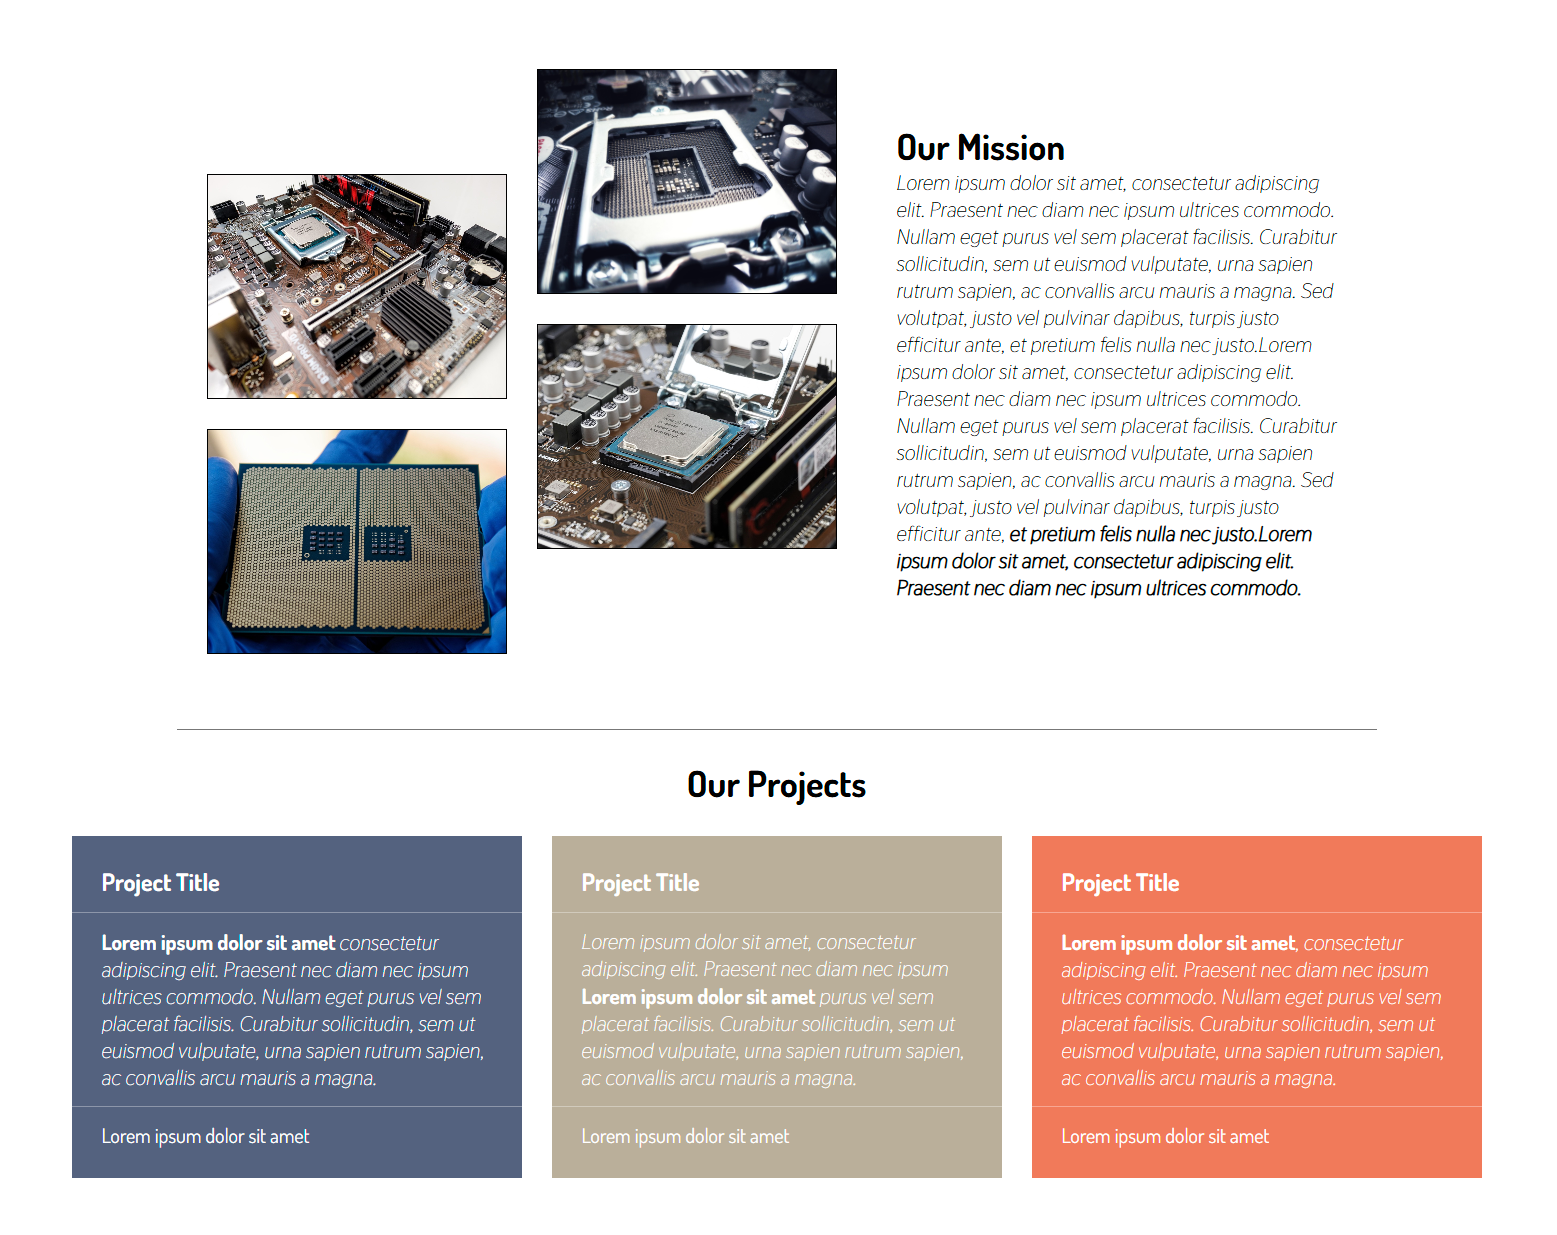 Our Mission
Lorem ipsum dolor sit amet, consectetur adipiscing
elit. Praesent nec diam nec ipsum ultrices commodo.
Nullam eget purus vel sem placerat facilisis. Curabitur
sollicitudin, sem ut euismod vulputate, urna sapien
rutrum sapien, ac convallis arcu mauris a magna. Sed
volutpat, justo vel pulvinar dapibus, turpis justo
efficitur ante, et pretium felis nulla nec justo.Lorem
ipsum dolor sit amet, consectetur adipiscing elit.
Praesent nec diam nec ipsum ultrices commodo.
Nullam eget purus vel sem placerat facilisis. Curabitur
sollicitudin, sem ut euismod vulputate, urna sapien
rutrum sapien, ac convallis arcu mauris a magna. Sed
volutpat, justo vel pulvinar dapibus, turpis justo
efficitur ante, et pretium felis nulla nec justo.Lorem
ipsum dolor sit amet, consectetur adipiscing elit.
Praesent nec diam nec ipsum ultrices commodo.
Our Projects
Project Title
Lorem ipsum dolor sit amet consectetur
adipiscing elit. Praesent nec diam nec ipsum
ultrices commodo. Nullam eget purus vel sem
placerat facilisis. Curabitur sollicitudin, sem ut
euismod vulputate, urna sapien rutrum sapien,
ac convallis arcu mauris a magna.
Lorem ipsum dolor sit amet
Project Title
Lorem ipsum dolor sit amet, consectetur
adipiscing elit. Praesent nec diam nec ipsum
Lorem ipsum dolor sit amet purus vel sem
placerat facilisis. Curabitur sollicitudin, sem ut
euismod vulputate, urna sapien rutrum sapien,
ac convallis arcu mauris a magna.
Lorem ipsum dolor sit amet
Project Title
Lorem ipsum dolor sit amet, consectetur
adipiscing elit. Praesent nec diam nec ipsum
ultrices commodo. Nullam eget purus vel sem
placerat facilisis. Curabitur sollicitudin, sem ut
euismod vulputate, urna sapien rutrum sapien,
ac convallis arcu mauris a magna.
Lorem ipsum dolor sit amet